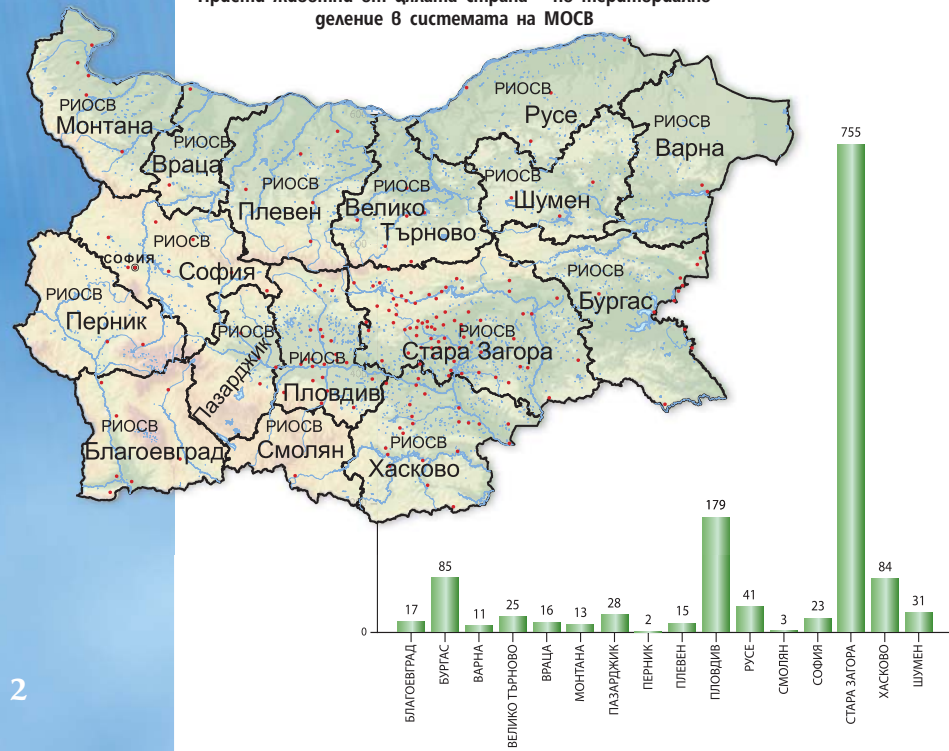 деление в системата на МОСВ
РИОСВ
Монтана
РИОСВ
Враца
РИОСВ
Плевен
РИОСВ
Велико
Търново
РИОСВ
Русе
РИОСВ
Шумен
РИОСВ
Варна
РИОСВ
София
СОФИЯ
РИОСВ
Перник
РИОСВ
Пазарджик
РИОСВ
Пловдив
РИОСВ
Стара Загора
РИОСВ
Бургас
РИОСВ
Благоевград
РИОСВ
Смолян
РИОСВ
Хасково
755
179
85
84
41
31
28
25
23
17
16
15
13
11
3
2
0
БЛАГОЕВГРАД
БУРГАС
ВАРНА
ВЕЛИКО ТЪРНОВО
ВРАЦА
МОНТАНА
ПАЗАРДЖИК
ПЕРНИК
ПЛЕВЕН
ПЛОВДИВ
РУСЕ
СМОЛЯН
СОФИЯ
СТАРА ЗАГОРА
ХАСКОВО
ШУМЕН
2